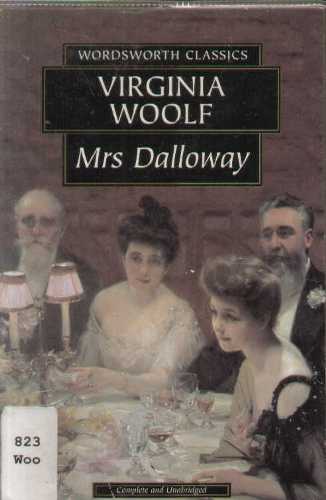 WORDSWORTH CLASSICS
VIRGINIA
WOOLF
Mrs Dalloway
823
Woo
Complete and Unabridged